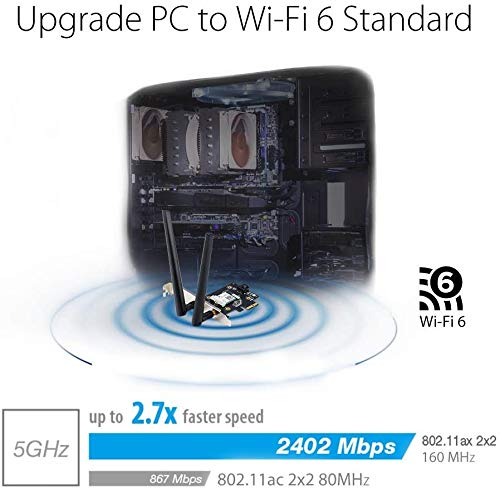 Upgrade PC to Wi-Fi 6 Standard
6
Wi-Fi 6
up to 2.7x faster speed
5GHz
2402 Mbps
802.11ax 2x2
160 MHz
867 Mbps 802.11ac 2x2 80MHz